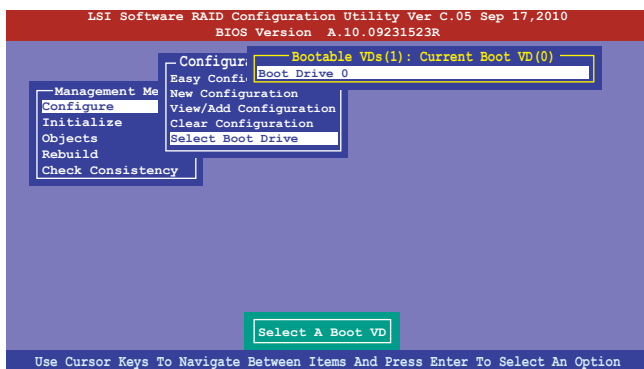 LSI Software RAID Configuration Utility Ver C.05 Sep 17,2010
BIOS Version A.10.09231523R
Bootable VDs(1): Current Boot VD(0)
Boot Drive 0
Configura
Easy Confi
New Configuration
View/Add Configuration
Clear Configuration
Select Boot Drive
Management Me
Configure
Initialize
Objects
Rebuild
Check Consistency
Select A Boot VD
Use Cursor Keys To Navigate Between Items And Press Enter To Select An Option